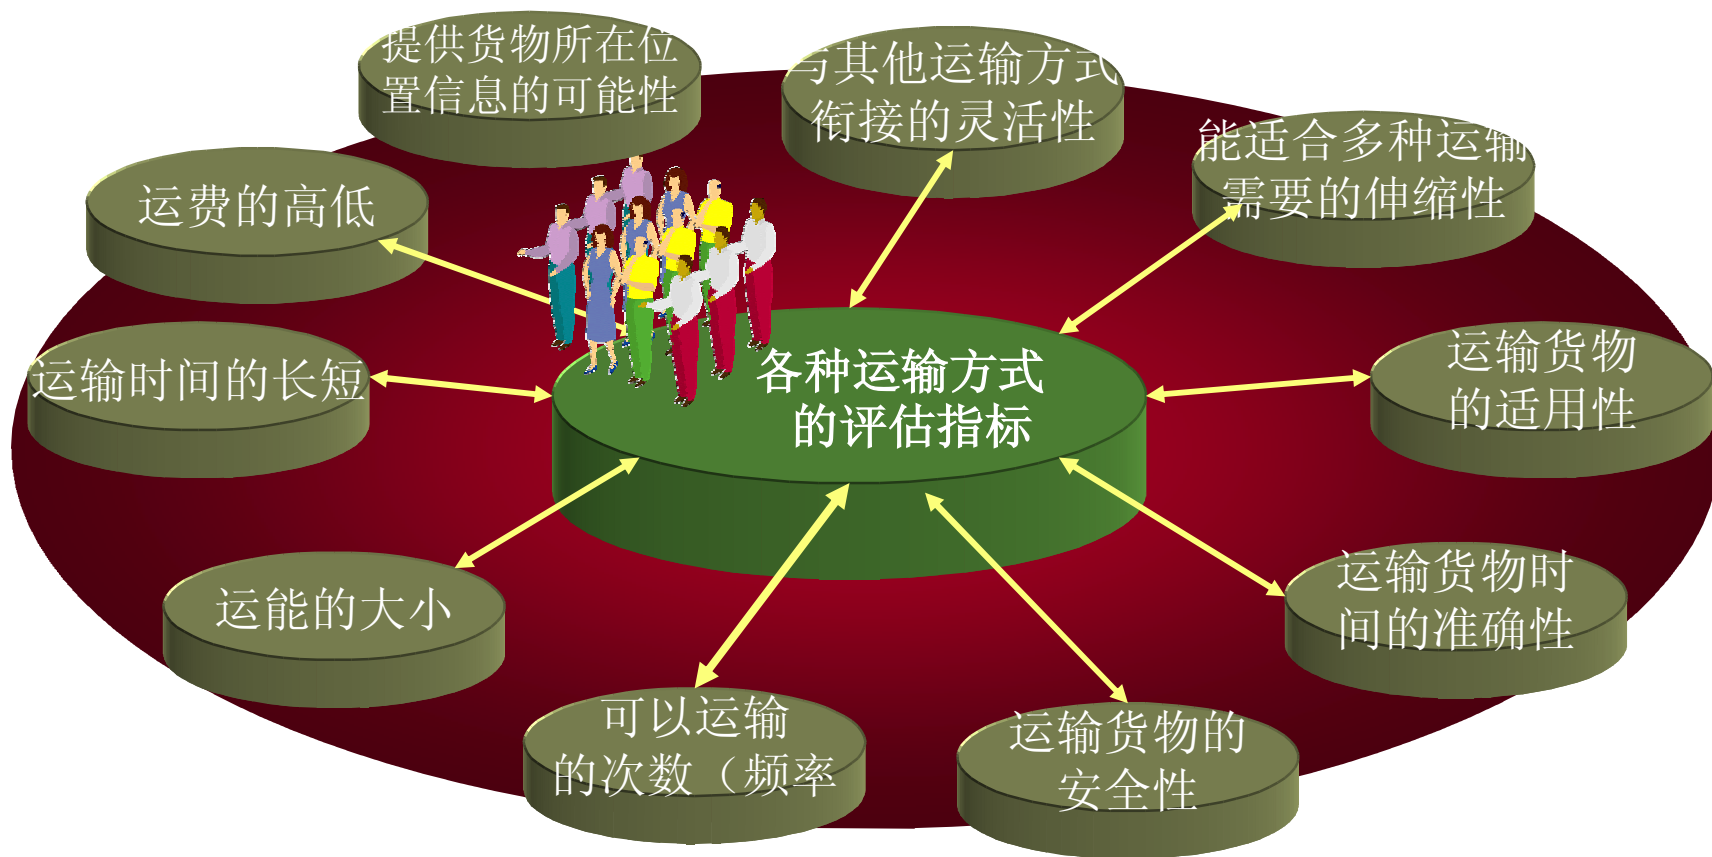 提供货物所在位
置信息的可能性
与其他运输方式
衔接的灵活性
能适合多种运输
需要的伸缩性
运费的高低
运输时间的长短
各种运输方式
的评估指标
运输货物
的适用性
运能的大小
运输货物时
间的准确性
可以运输
的次数（频率
运输货物的
安全性